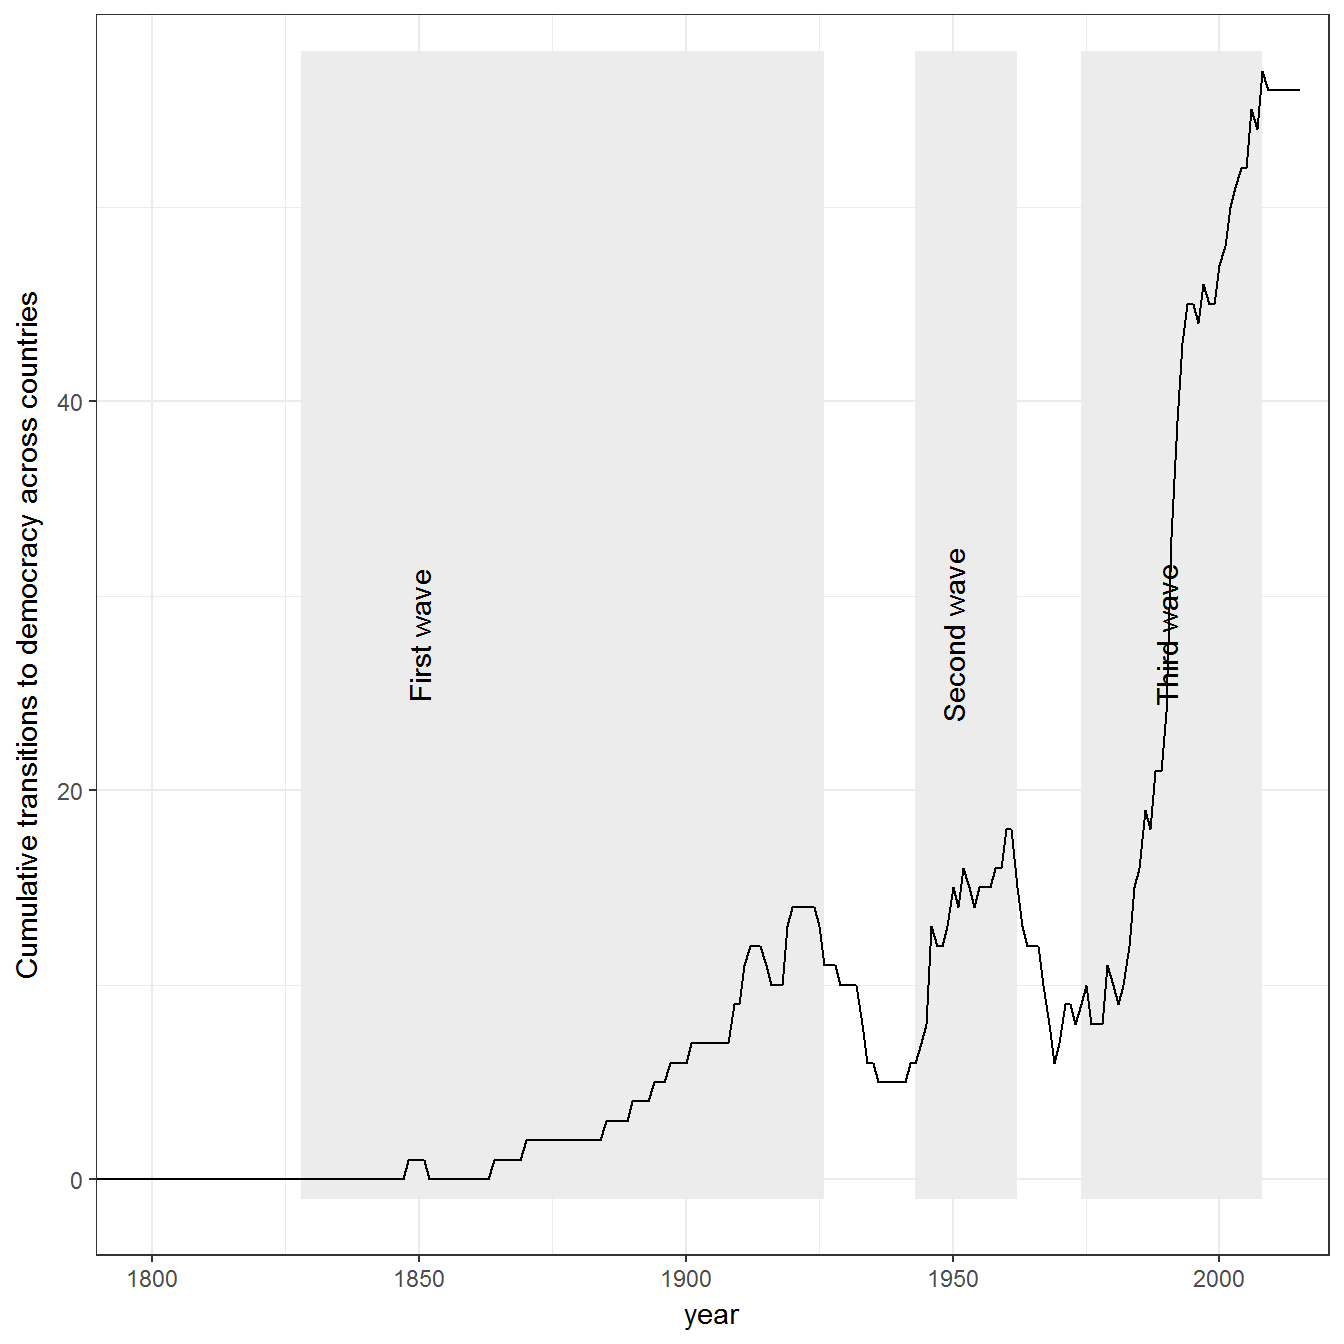 Cumulative transitions to democracy across countries
40
20
0
First wave
Second wave
Third wave
1800
1850
1900
1950
2000
year